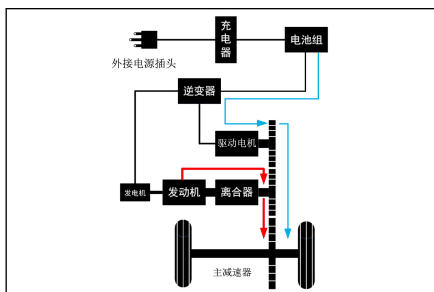 充电器
电池组
外接电源插头
逆变器
驱动电机
发电机
发动机
离合器
主减速器